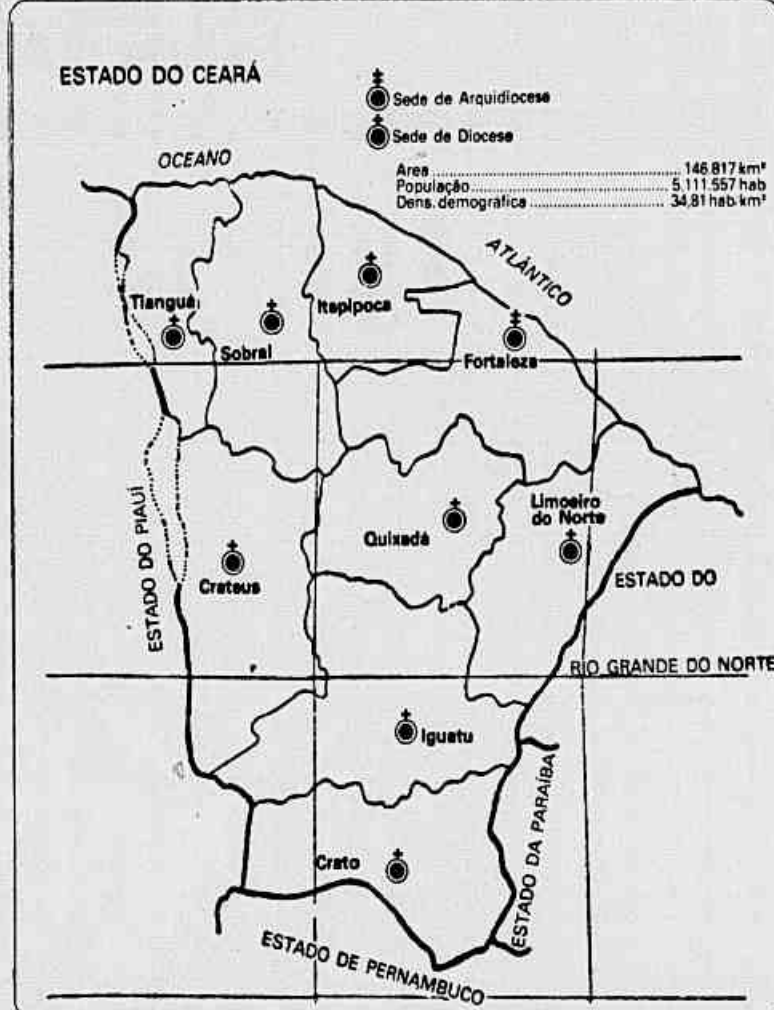 ESTADO DO CEARÁ
Sede de Arquidiocese
Sede de Diocese
Area ........ 146.817 km²
População ........ 5.111.557 hab
Dens. demográfica ........ 34,81 hab. km²
OCEANO
ATLÂNTICO
Tianguá
Sobral
Itapipoca
Fortaleza
ESTADO DO PIAUÍ
Crateus
Quixadá
Limoeiro
do Norte
ESTADO DO
RIO GRANDE DO NORTE
Iguatu
ESTADO DA PARAÍBA
Crato
ESTADO DE PERNAMBUCO